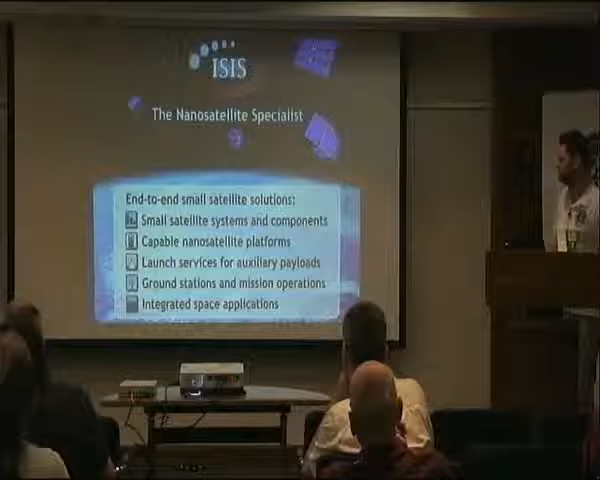 ISIS
The Nanosatellite Specialist
End-to-end small satellite solutions:
Small satellite systems and components
Capable nanosatellite platforms
Launch services for auxiliary payloads
Ground stations and mission operations
Integrated space applications